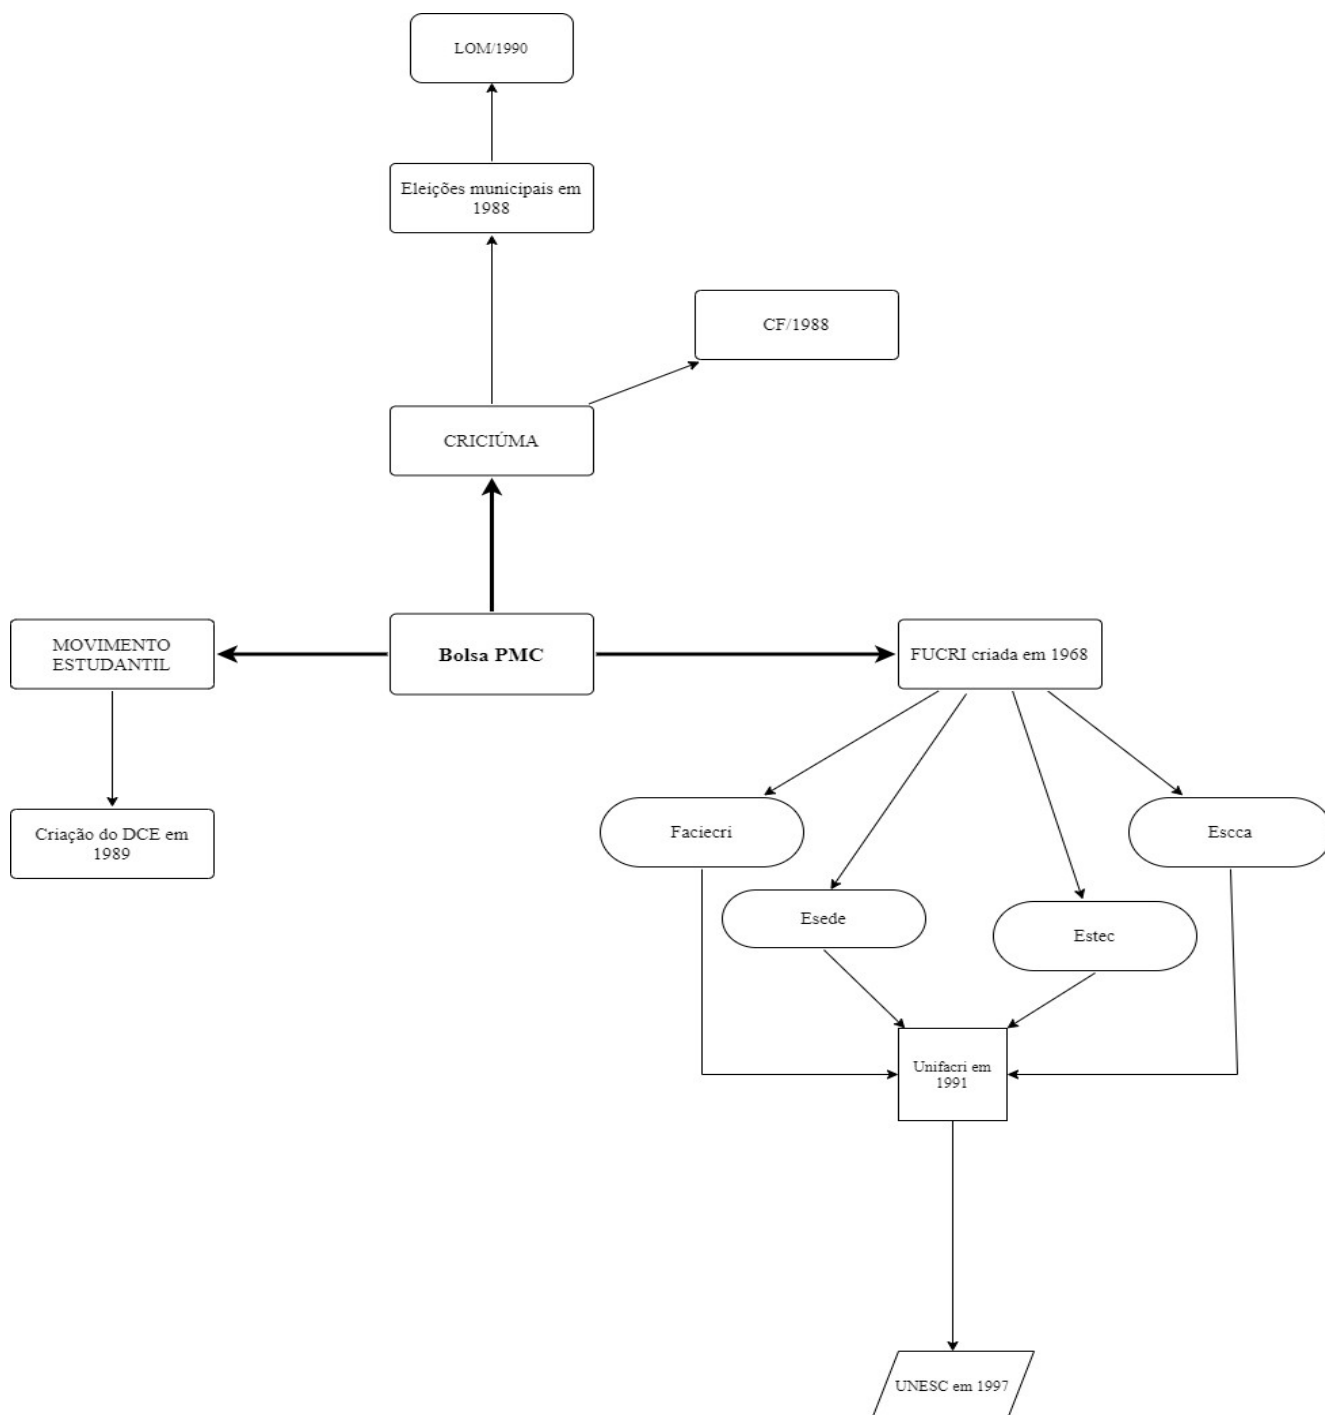 LOM/1990
Eleições municipais em
1988
CF/1988
CRICIÚMA
MOVIMENTO
ESTUDANTIL
Bolsa PMC
FUCRI criada em 1968
Criação do DCE em
1989
Faciecri
Escca
Esede
Estec
Unifacri em
1991
UNESC em 1997